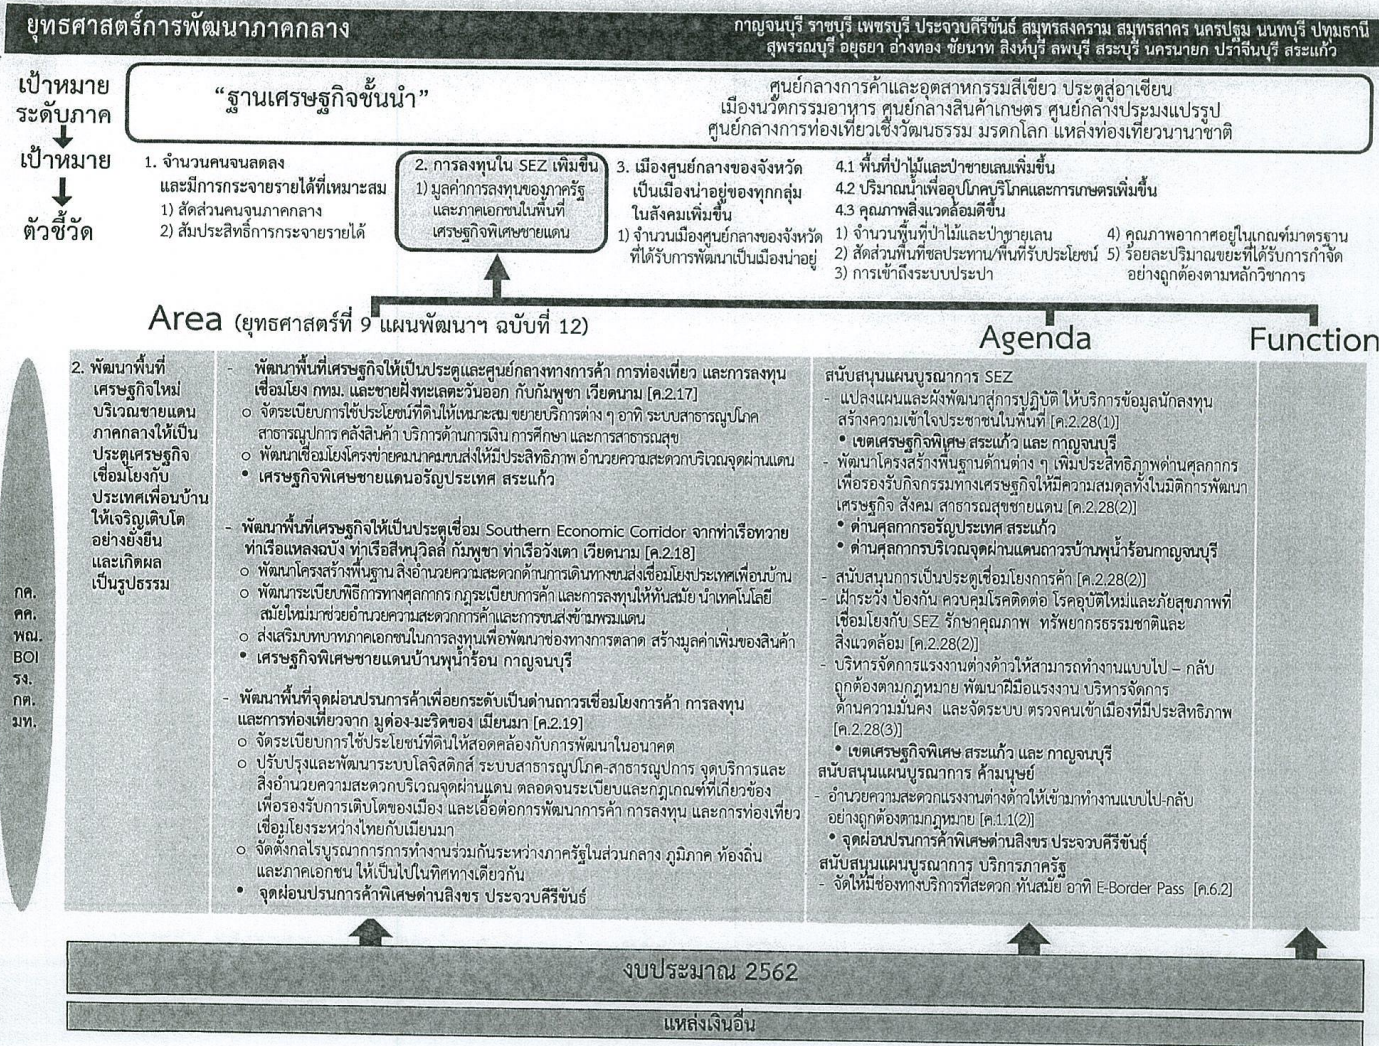 ยุทธศาสตร์การพัฒนาภาคกลาง
กาญจนบุรี ราชบุรี เพชรบุรี ประจวบคีรีขันธ์ สมุทรสงคราม สมุทรสาคร นครปฐม นนทบุรี ปทุมธานี
สุพรรณบุรี อยุธยา อ่างทอง ชัยนาท สิงห์บุรี ลพบุรี สระบุรี นครนายก ปราจีนบุรี สระแก้ว
เป้าหมาย
ระดับภาค
“ฐานเศรษฐกิจชั้นนำ”
ศูนย์กลางการค้าและอุตสาหกรรมสีเขียว ประตูสู่อาเซียน
เมืองนวัตกรรมอาหาร ศูนย์กลางสินค้าเกษตร ศูนย์กลางประมงแปรรูป
ศูนย์กลางการท่องเที่ยวเชิงวัฒนธรรม มรดกโลก แหล่งท่องเที่ยวนานาชาติ
เป้าหมาย
ตัวชี้วัด
1. จำนวนคนจนลดลง
และมีการกระจายรายได้ที่เหมาะสม
1) สัดส่วนคนจนภาคกลาง
2) สัมประสิทธิ์การกระจายรายได้
2. การลงทุนใน SEZ เพิ่มขึ้น
1) มูลค่าการลงทุนของภาครัฐ
และภาคเอกชนในพื้นที่
เศรษฐกิจพิเศษชายแดน
3. เมืองศูนย์กลางของจังหวัด
เป็นเมืองน่าอยู่ของทุกกลุ่ม
ในสังคมเพิ่มขึ้น
1) จำนวนเมืองศูนย์กลางของจังหวัด
ที่ได้รับการพัฒนาเป็นเมืองน่าอยู่
4.1 พื้นที่ป่าไม้และป่าชายเลนเพิ่มขึ้น
4.2 ปริมาณน้ำเพื่ออุปโภคบริโภคและการเกษตรเพิ่มขึ้น
4.3 คุณภาพสิ่งแวดล้อมดีขึ้น
1) จำนวนพื้นที่ป่าไม้และป่าชายเลน
2) สัดส่วนพื้นที่ชลประทาน/พื้นที่รับประโยชน์
3) การเข้าถึงระบบประปา
4) คุณภาพอากาศอยู่ในเกณฑ์มาตรฐาน
5) ร้อยละปริมาณขยะที่ได้รับการกำจัด
อย่างถูกต้องตามหลักวิชาการ
Area (ยุทธศาสตร์ที่ 9 แผนพัฒนาฯ ฉบับที่ 12)
Agenda
Function
กค.
คค.
พณ.
BOI
รง.
กต.
มท.
2. พัฒนาพื้นที่
เศรษฐกิจใหม่
บริเวณชายแดน
ภาคกลางให้เป็น
ประตูเศรษฐกิจ
เชื่อมโยงกับ
ประเทศเพื่อนบ้าน
ให้เจริญเติบโต
อย่างยั่งยืน
และเกิดผล
เป็นรูปธรรม
- พัฒนาพื้นที่เศรษฐกิจให้เป็นประตูและศูนย์กลางทางการค้า การท่องเที่ยว และการลงทุน
เชื่อมโยง กทม. และชายฝั่งทะเลตะวันออก กับกัมพูชา เวียดนาม [ค.2.17]
o จัดระเบียบการใช้ประโยชน์ที่ดินให้เหมาะสม ขยายบริการต่าง ๆ อาทิ ระบบสาธารณูปโภค
สาธารณูปการ คลังสินค้า บริการด้านการเงิน การศึกษา และการสาธารณสุข
o พัฒนาเชื่อมโยงโครงข่ายคมนาคมขนส่งให้มีประสิทธิภาพ อำนวยความสะดวกบริเวณจุดผ่านแดน
• เศรษฐกิจพิเศษชายแดนอรัญประเทศ สระแก้ว
- พัฒนาพื้นที่เศรษฐกิจให้เป็นประตูเชื่อม Southern Economic Corridor จากท่าเรือทวาย
ท่าเรือแหลงฉบัง ท่าเรือสีหนุวิลล์ กัมพูชา ท่าเรือวังเตา เวียดนาม [ค.2.18]
o พัฒนาโครงสร้างพื้นฐาน สิ่งอำนวยความสะดวกด้านการเดินทางขนส่งเชื่อมโยงประเทศเพื่อนบ้าน
o พัฒนาระเบียบพิธีการทางศุลกากร กฎระเบียบการค้า และการลงทุนให้ทันสมัย นำเทคโนโลยี
สมัยใหม่มาช่วยอำนวยความสะดวกการค้าและการขนส่งข้ามพรมแดน
o ส่งเสริมบทบาทภาคเอกชนในการลงทุนเพื่อพัฒนาช่องทางการตลาด สร้างมูลค่าเพิ่มของสินค้า
• เศรษฐกิจพิเศษชายแดนบ้านพุน้ำร้อน กาญจนบุรี
- พัฒนาพื้นที่จุดผ่อนปรนการค้าเพื่อยกระดับเป็นด่านถาวรเชื่อมโยงการค้า การลงทุน
และการท่องเที่ยวจาก มูด่อง-มะริดของ เมียนมา [ค.2.19]
o จัดระเบียบการใช้ประโยชน์ที่ดินให้สอดคล้องกับการพัฒนาในอนาคต
o ปรับปรุงและพัฒนาระบบโลจิสติกส์ ระบบสาธารณูปโภค-สาธารณูปการ จุดบริการและ
สิ่งอำนวยความสะดวกบริเวณจุดผ่านแดน ตลอดจนระเบียบและกฎเกณฑ์ที่เกี่ยวข้อง
เพื่อรองรับการเติบโตของเมือง และเอื้อต่อการพัฒนาการค้า การลงทุน และการท่องเที่ยว
เชื่อมโยงระหว่างไทยกับเมียนมา
o จัดตั้งกลไรบูรณาการการทำงานร่วมกันระหว่างภาครัฐในส่วนกลาง ภูมิภาค ท้องถิ่น
และภาคเอกชน ให้เป็นไปในทิศทางเดียวกัน
• จุดผ่อนปรนการค้าพิเศษด่านสิงขร ประจวบคีรีขันธ์
สนับสนุนแผนบูรณาการ SEZ
- แปลงแผนและผังพัฒนาสู่การปฏิบัติ ให้บริการข้อมูลนักลงทุน
สร้างความเข้าใจประชาชนในพื้นที่ [ค.2.28(1)]
• เขตเศรษฐกิจพิเศษ สระแก้ว และ กาญจนบุรี
พัฒนาโครงสร้างพื้นฐานด้านต่าง ๆ เพิ่มประสิทธิภาพด่านศุลกากร
เพื่อรองรับกิจกรรมทางเศรษฐกิจให้มีความสมดุลทั้งในมิติการพัฒนา
เศรษฐกิจ สังคม สาธารณสุขชายแดน [ค.2.28(2)]
• ด่านศุลกากรอรัญประเทศ สระแก้ว
• ด่านศุลกากรบริเวณจุดผ่านแดนถาวรบ้านพุน้ำร้อนกาญจนบุรี
- สนับสนุนการเป็นประตูเชื่อมโยงการค้า [ค.2.28(2)]
- เฝ้าระวัง ป้องกัน ควบคุมโรคติดต่อ โรคอุบัติใหม่และภัยสุขภาพที่
เชื่อมโยงกับ SEZ รักษาคุณภาพ ทรัพยากรธรรมชาติและ
สิ่งแวดล้อม [ค.2.28(2)]
- บริหารจัดการแรงงานต่างด้าวให้สามารถทำงานแบบไป – กลับ
ถูกต้องตามกฎหมาย พัฒนาฝีมือแรงงาน บริหารจัดการ
ด้านความมั่นคง และจัดระบบ ตรวจคนเข้าเมืองที่มีประสิทธิภาพ
[ค.2.28(3)]
• เขตเศรษฐกิจพิเศษ สระแก้ว และ กาญจนบุรี
สนับสนุนแผนบูรณาการ ค้ามนุษย์
- อำนวยความสะดวกแรงงานต่างด้าวให้เข้ามาทำงานแบบไป-กลับ
อย่างถูกต้องตามกฎหมาย [ค.1.1(2)]
• จุดผ่อนปรนการค้าพิเศษด่านสิงขร ประจวบคีรีขันธุ์
สนับสนุนแผนบูรณาการ บริการภาครัฐ
- จัดให้มีช่องทางบริการที่สะดวก ทันสมัย อาทิ E-Border Pass [ค.6.2]
งบประมาณ 2562
แหล่งเงินอื่น